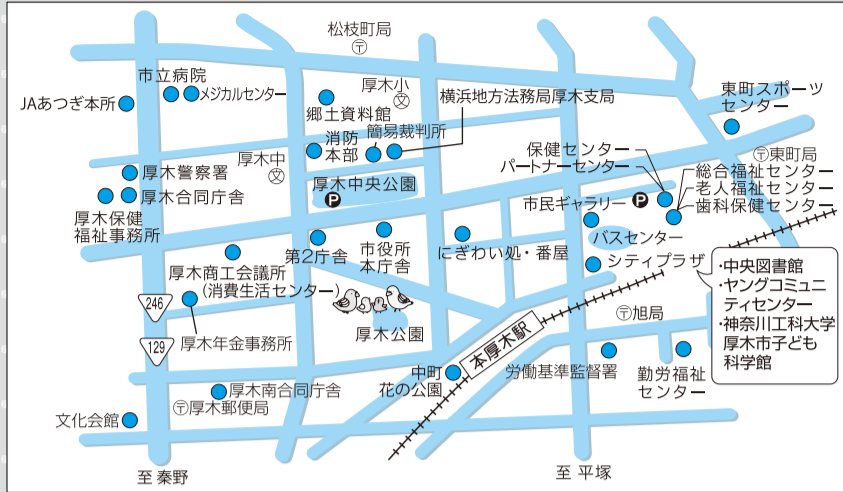 松枝町局
〒
市立病院
メジカルセンター
JAあつぎ本所
厚木小
文
郷土資料館
横浜地方法務局厚木支局
簡易裁判所
消防
本部
厚木中
文
東町スポーツ
センター
〒東町局
保健センター
パートナーセンター
総合福祉センター
老人福祉センター
歯科保健センター
厚木警察署
厚木合同庁舎
厚木保健
福祉事務所
厚木中央公園
P
市民ギャラリー
P
バスセンター
シティプラザ
・中央図書館
・ヤングコミュニ
ティセンター
・神奈川工科大学
厚木市子ども
科学館
厚木商工会議所
(消費生活センター)
第2庁舎
市役所
本庁舎
にぎわい処・番屋
246
129
厚木年金事務所
厚木公園
本厚木駅
〒旭局
中町
花の公園
労働基準監督署
勤労福祉
センター
厚木南合同庁舎
〒厚木郵便局
文化会館
至 秦野
至 平塚